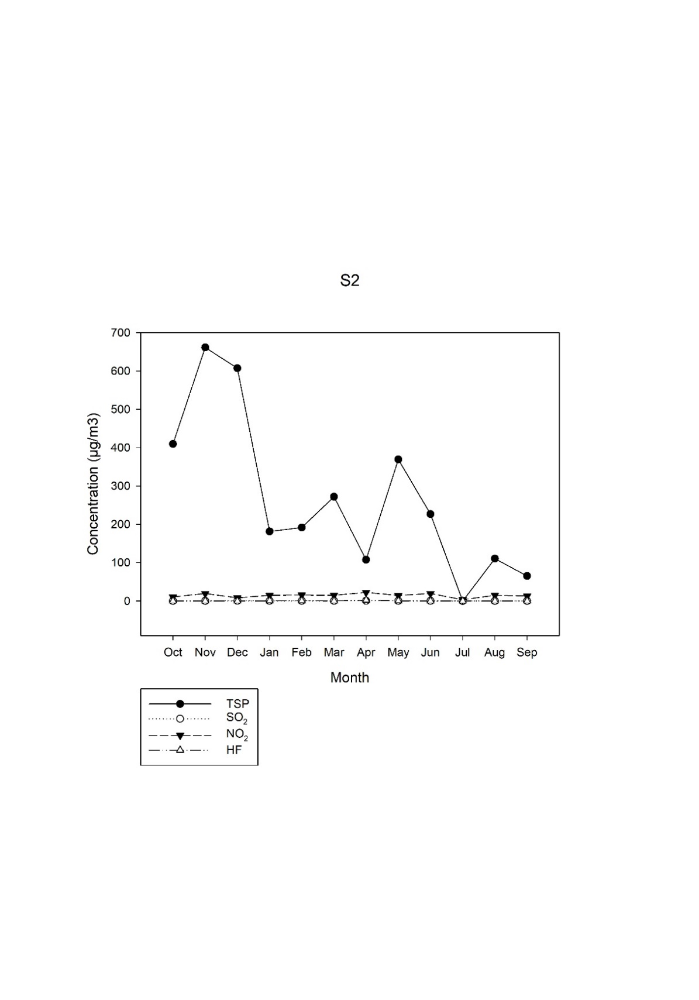 S2
700
600
500
400
300
200
100
0
Concentration (µg/m3)
Oct Nov Dec Jan Feb Mar Apr May Jun Jul Aug Sep
Month
TSP
SO2
NO2
HF